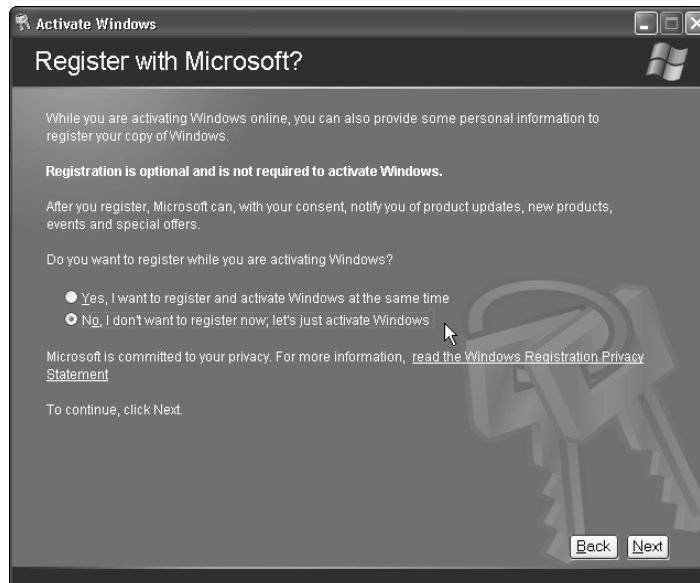 Activate Windows
Register with Microsoft?
While you are activating Windows online, you can also provide some personal information to
register your copy of Windows.
Registration is optional and is not required to activate Windows.
After you register, Microsoft can, with your consent, notify you of product updates, new products,
events and special offers.
Do you want to register while you are activating Windows?
Yes, I want to register and activate Windows at the same time
No, I don't want to register now; let's just activate Windows
Microsoft is committed to your privacy. For more information, read the Windows Registration Privacy
Statement
To continue, click Next.
Back Next